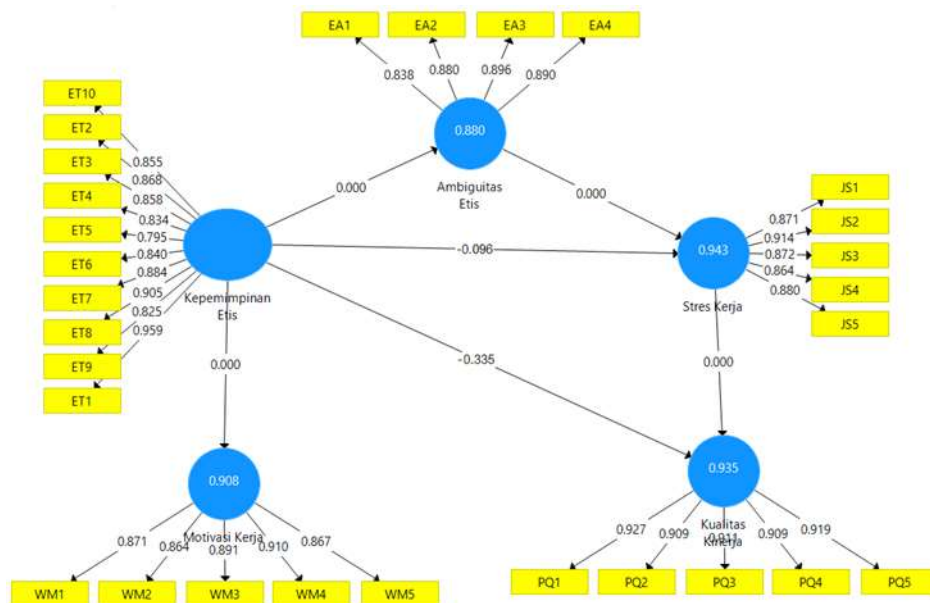 EA1
EA2
EA3
EA4
0.838
0.880
0.896
0.890
0.880
Ambiguitas
Etis
ET10
ET2
ET3
ET4
ET5
ET6
ET7
ET8
ET9
ET1
0.855
0.868
0.858
0.834
0.795
0.840
0.884
0.905
0.825
0.959
Kepemimpinan
Etis
0.000
0.000
-0.096
-0.335
0.000
0.000
JS1
JS2
JS3
JS4
JS5
0.871
0.914
0.872
0.864
0.880
0.943
Stres Kerja
0.908
Motivasi Kerja
0.871
0.864
0.891
0.910
0.867
WM1
WM2
WM3
WM4
WM5
0.935
Kualitas
Kinerja
0.927
0.909
0.911
0.909
0.919
PQ1
PQ2
PQ3
PQ4
PQ5